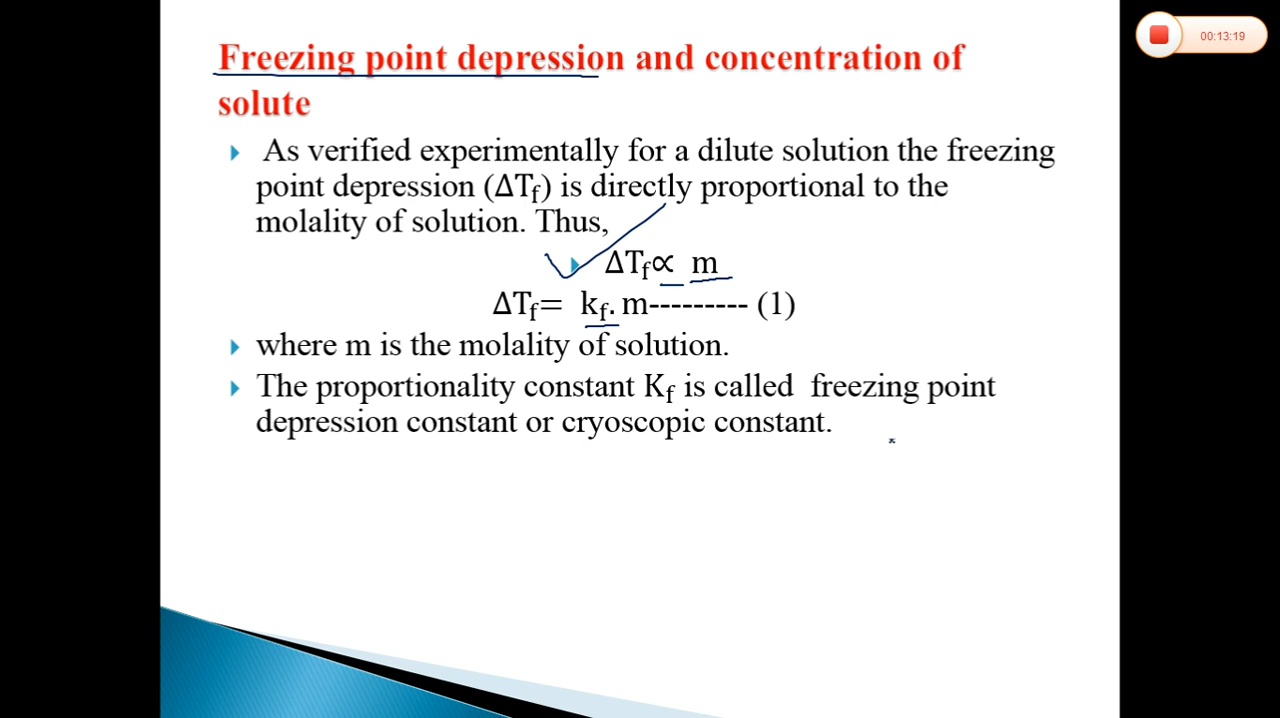 Freezing point depression and concentration of
solute
As verified experimentally for a dilute solution the freezing
point depression (ΔTf) is directly proportional to the
molality of solution. Thus,
ΔTf∝ m
ΔTf= kf. m--------- (1)
where m is the molality of solution.
The proportionality constant Kf is called freezing point
depression constant or cryoscopic constant.
00:13:19